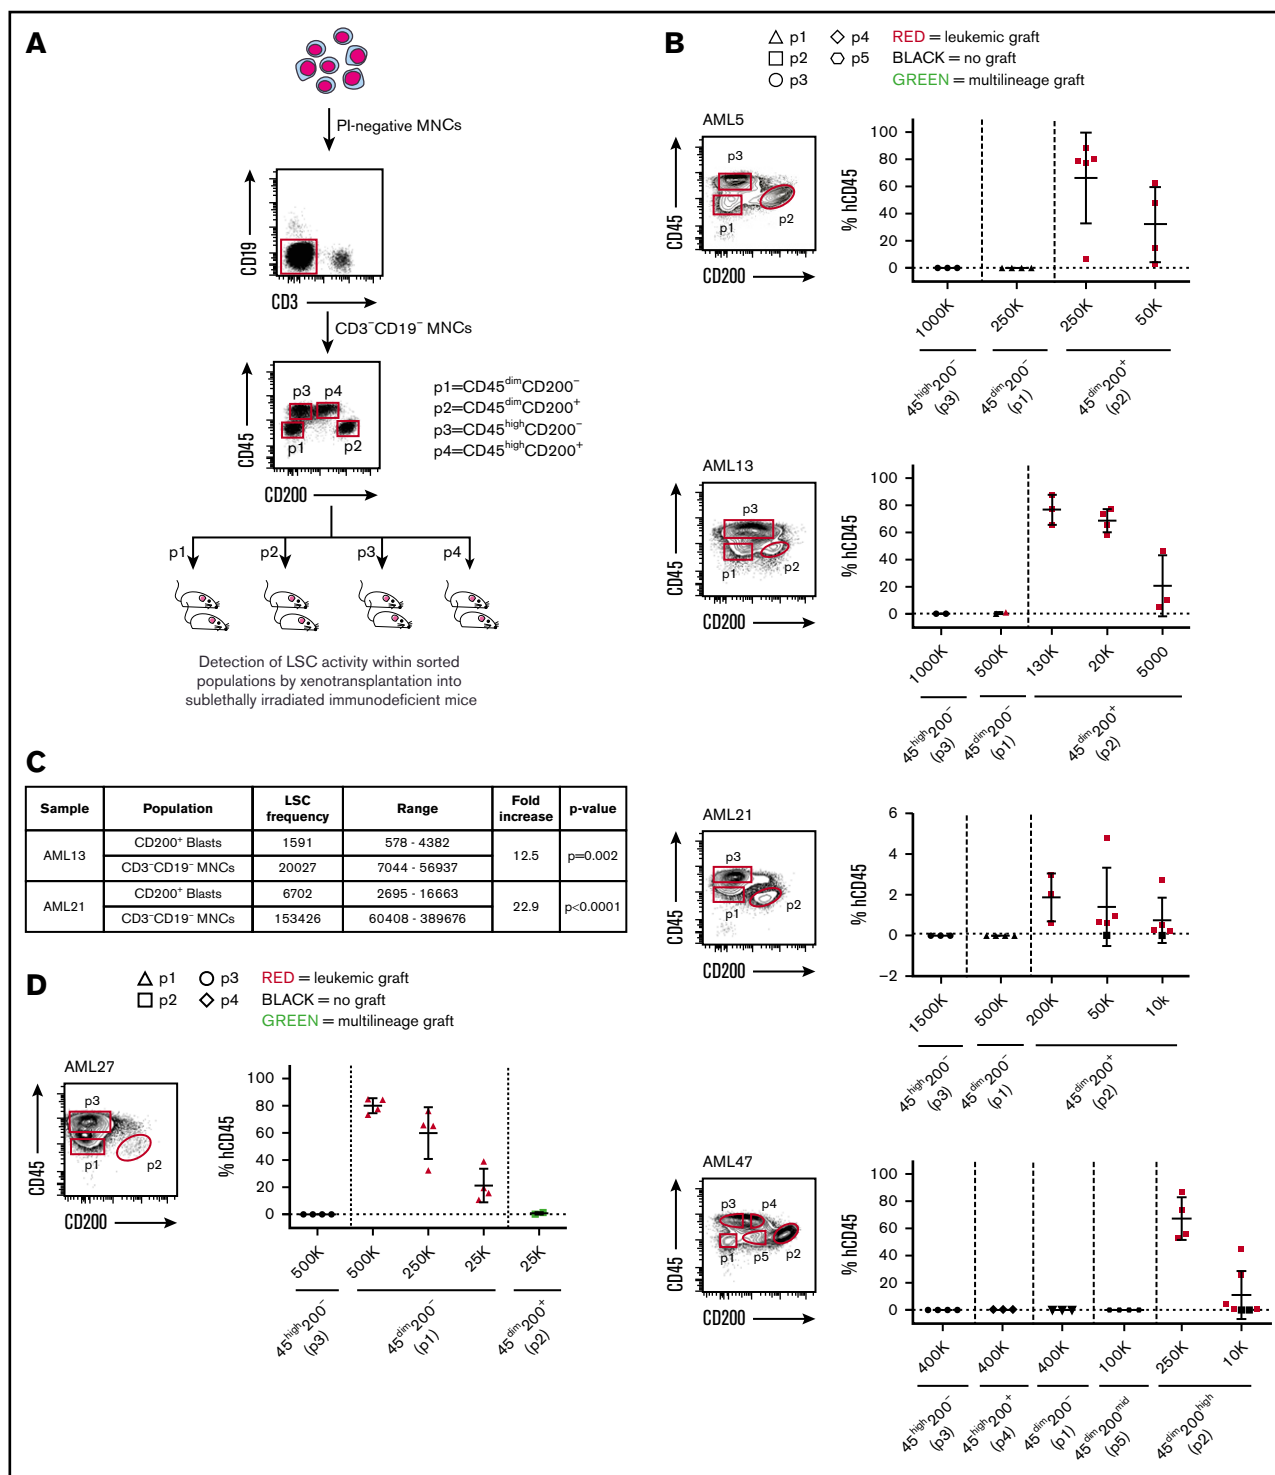 A
PI-negative MNCs
CD19
CD3
CD3⁻CD19⁻ MNCs
CD45
p3 p4
p1 p2
CD200
p1=CD45ᵈⁱᵐCD200⁻
p2=CD45ᵈⁱᵐCD200⁺
p3=CD45ʰⁱᵍʰCD200⁻
p4=CD45ʰⁱᵍʰCD200⁺
p1 p2 p3 p4
Detection of LSC activity within sorted
populations by xenotransplantation into
sublethally irradiated immunodeficient mice
B
p1 p4 RED = leukemic graft
p2 p5 BLACK = no graft
p3 GREEN = multilineage graft
AML5
CD45
p3
p1 p2
CD200
% hCD45
100
80
60
40
20
0
1000K 250K 250K 50K
45ʰⁱᵍʰ200⁻ (p3)
45ᵈⁱᵐ200⁻ (p1)
45ᵈⁱᵐ200⁺ (p2)
AML13
CD45
p3
p1 p2
CD200
% hCD45
100
80
60
40
20
0
1000K 500K 130K 20K 5000
45ʰⁱᵍʰ200⁻ (p3)
45ᵈⁱᵐ200⁻ (p1)
45ᵈⁱᵐ200⁺ (p2)
AML21
CD45
p3
p1 p2
CD200
% hCD45
6
4
2
0
−2
1500K 500K 200K 50K 10k
45ʰⁱᵍʰ200⁻ (p3)
45ᵈⁱᵐ200⁻ (p1)
45ᵈⁱᵐ200⁺ (p2)
AML47
CD45
p3 p4
p1 p5 p2
CD200
% hCD45
100
80
60
40
20
0
400K 400K 400K 100K 250K 10K
45ʰⁱᵍʰ200⁻ (p3)
45ʰⁱᵍʰ200⁺ (p4)
45ᵈⁱᵐ200⁻ (p1)
45ᵈⁱᵐ200ᵐⁱᵈ (p5)
45ᵈⁱᵐ200ʰⁱᵍʰ (p2)
C
Sample Population LSC frequency Range Fold increase p-value
AML13 CD200⁺ Blasts 1591 578 - 4382 12.5 p=0.002
CD3⁻CD19⁻ MNCs 20027 7044 - 56937
AML21 CD200⁺ Blasts 6702 2695 - 16663 22.9 p<0.0001
CD3⁻CD19⁻ MNCs 153426 60408 - 389676
D
p1 p3 RED = leukemic graft
p2 p4 BLACK = no graft
GREEN = multilineage graft
AML27
CD45
p3
p1 p2
CD200
% hCD45
100
80
60
40
20
0
500K 500K 250K 25K 25K
45ʰⁱᵍʰ200⁻ (p3)
45ᵈⁱᵐ200⁻ (p1)
45ᵈⁱᵐ200⁺ (p2)